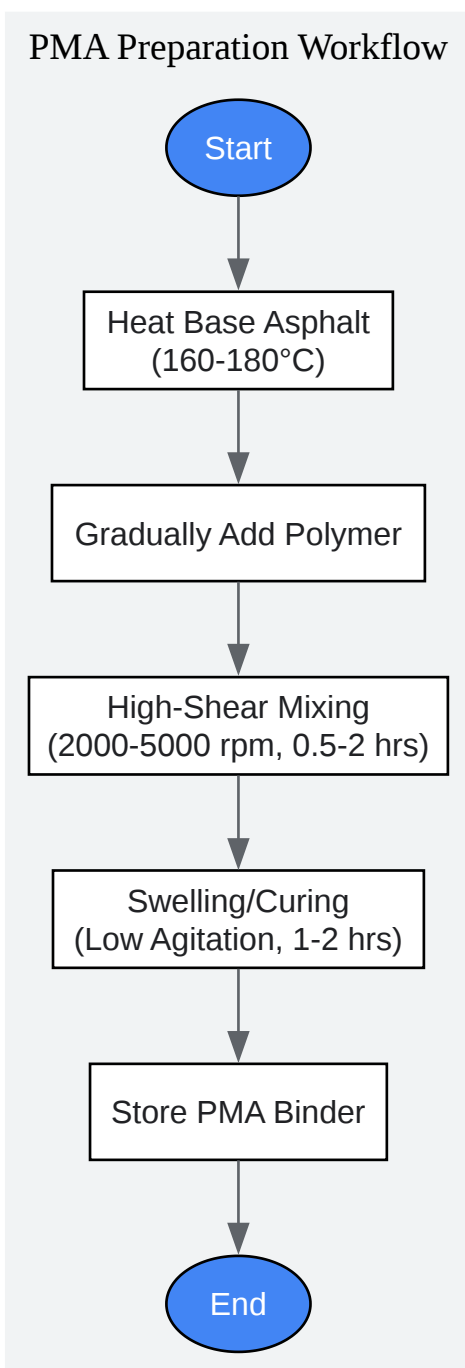 PMA Preparation Workflow
Start
Heat Base Asphalt
(160-180°C)
Gradually Add Polymer
High-Shear Mixing
(2000-5000 rpm, 0.5-2 hrs)
Swelling/Curing
(Low Agitation, 1-2 hrs)
Store PMA Binder
End